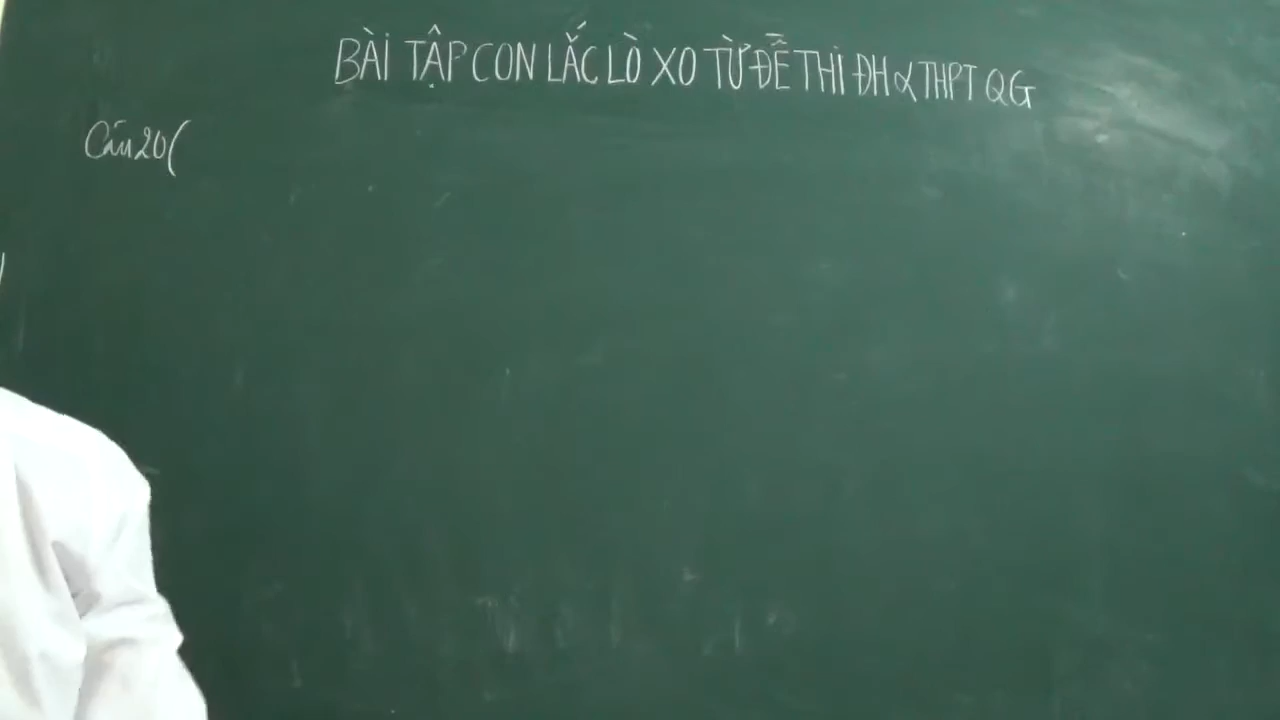 BÀI TẬP CON LẮC LÒ XO TỪ ĐỀ THI ĐH & THPT QG
Câu 20 (